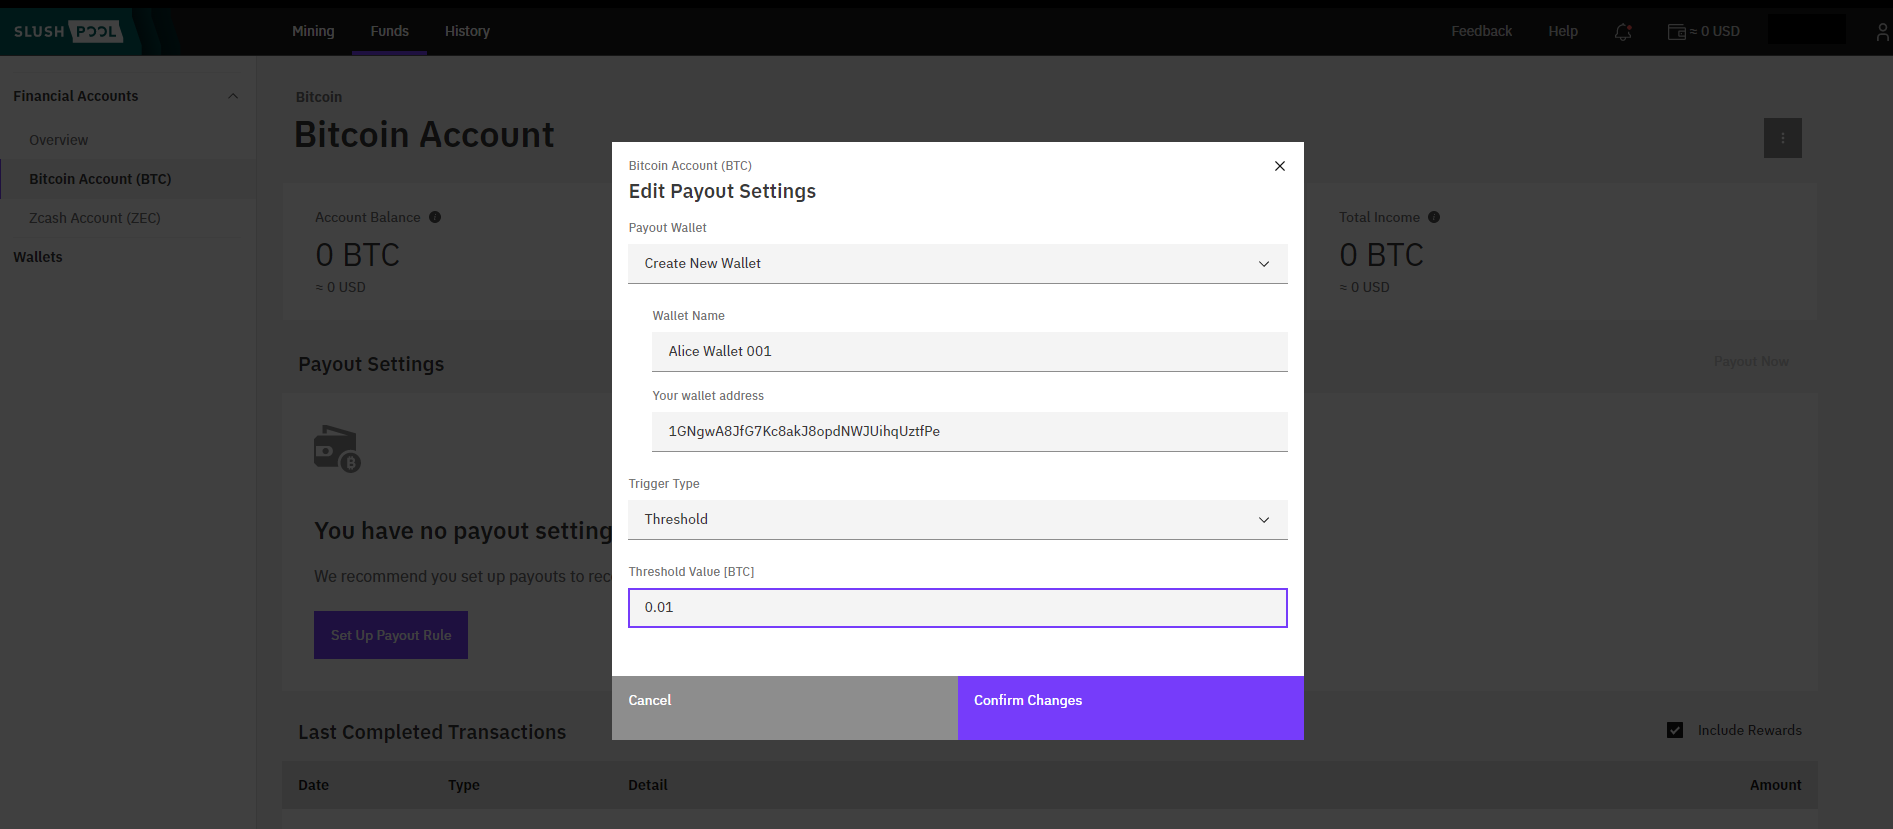 SLUSH POOL
Mining
Funds
History
Feedback
Help
≈ 0 USD
Financial Accounts
Overview
Bitcoin Account (BTC)
Zcash Account (ZEC)
Wallets
Bitcoin
Bitcoin Account
Account Balance
0 BTC
≈ 0 USD
Total Income
0 BTC
≈ 0 USD
Payout Settings
Payout Now
You have no payout setting
We recommend you set up payouts to rec
Set Up Payout Rule
Bitcoin Account (BTC)
Edit Payout Settings
Payout Wallet
Create New Wallet
Wallet Name
Alice Wallet 001
Your wallet address
1GNgwA8JfG7Kc8akJ8opdNWJUihqUztfPe
Trigger Type
Threshold
Threshold Value [BTC]
0.01
Cancel
Confirm Changes
Last Completed Transactions
Include Rewards
Date
Type
Detail
Amount